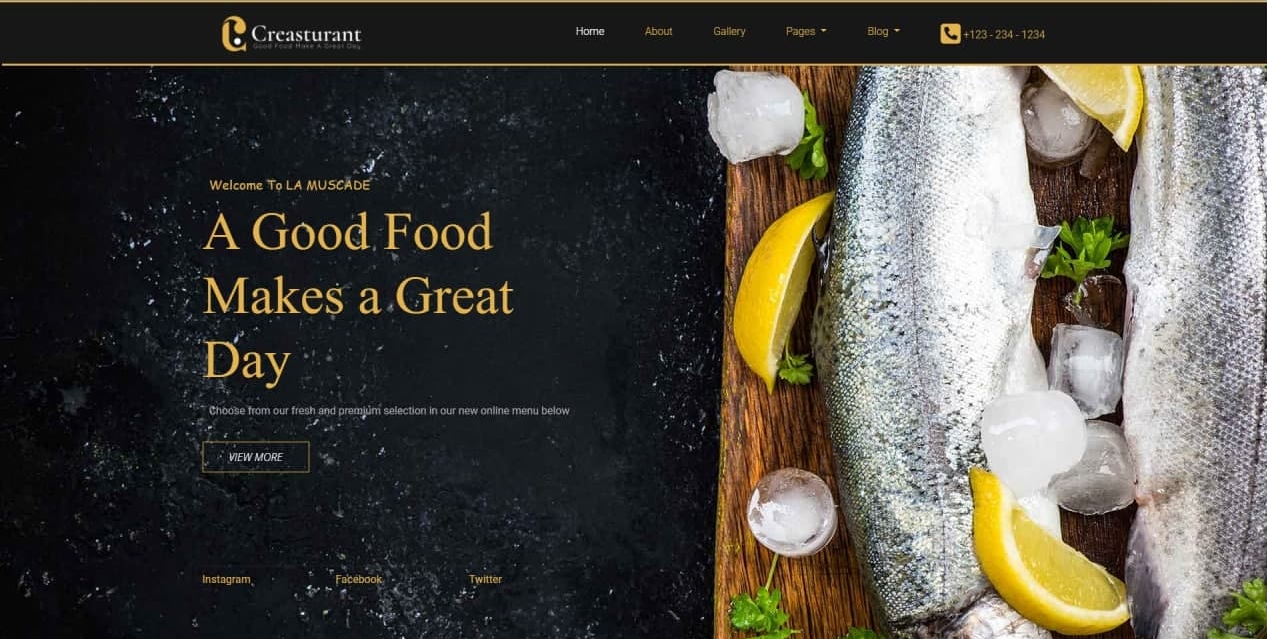 Creasturant
Good Food Make A Great Day
Home
About
Gallery
Pages
Blog
+123 - 234 - 1234
Welcome To LA MUSCADE
A Good Food
Makes a Great
Day
Choose from our fresh and premium selection in our new online menu below
VIEW MORE
Instagram
Facebook
Twitter